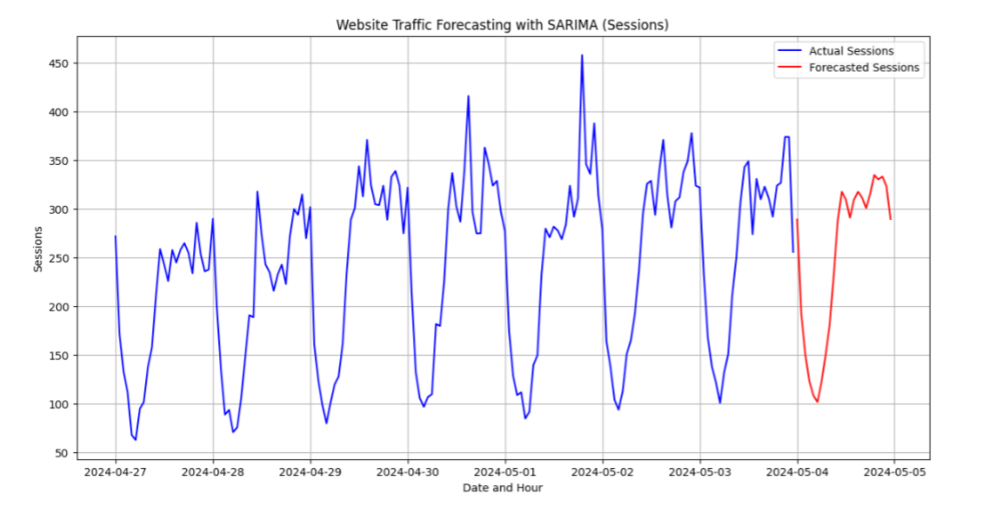 Website Traffic Forecasting with SARIMA (Sessions)
Actual Sessions
Forecasted Sessions
450
400
350
300
250
200
150
100
50
Sessions
2024-04-27 2024-04-28 2024-04-29 2024-04-30 2024-05-01 2024-05-02 2024-05-03 2024-05-04 2024-05-05
Date and Hour